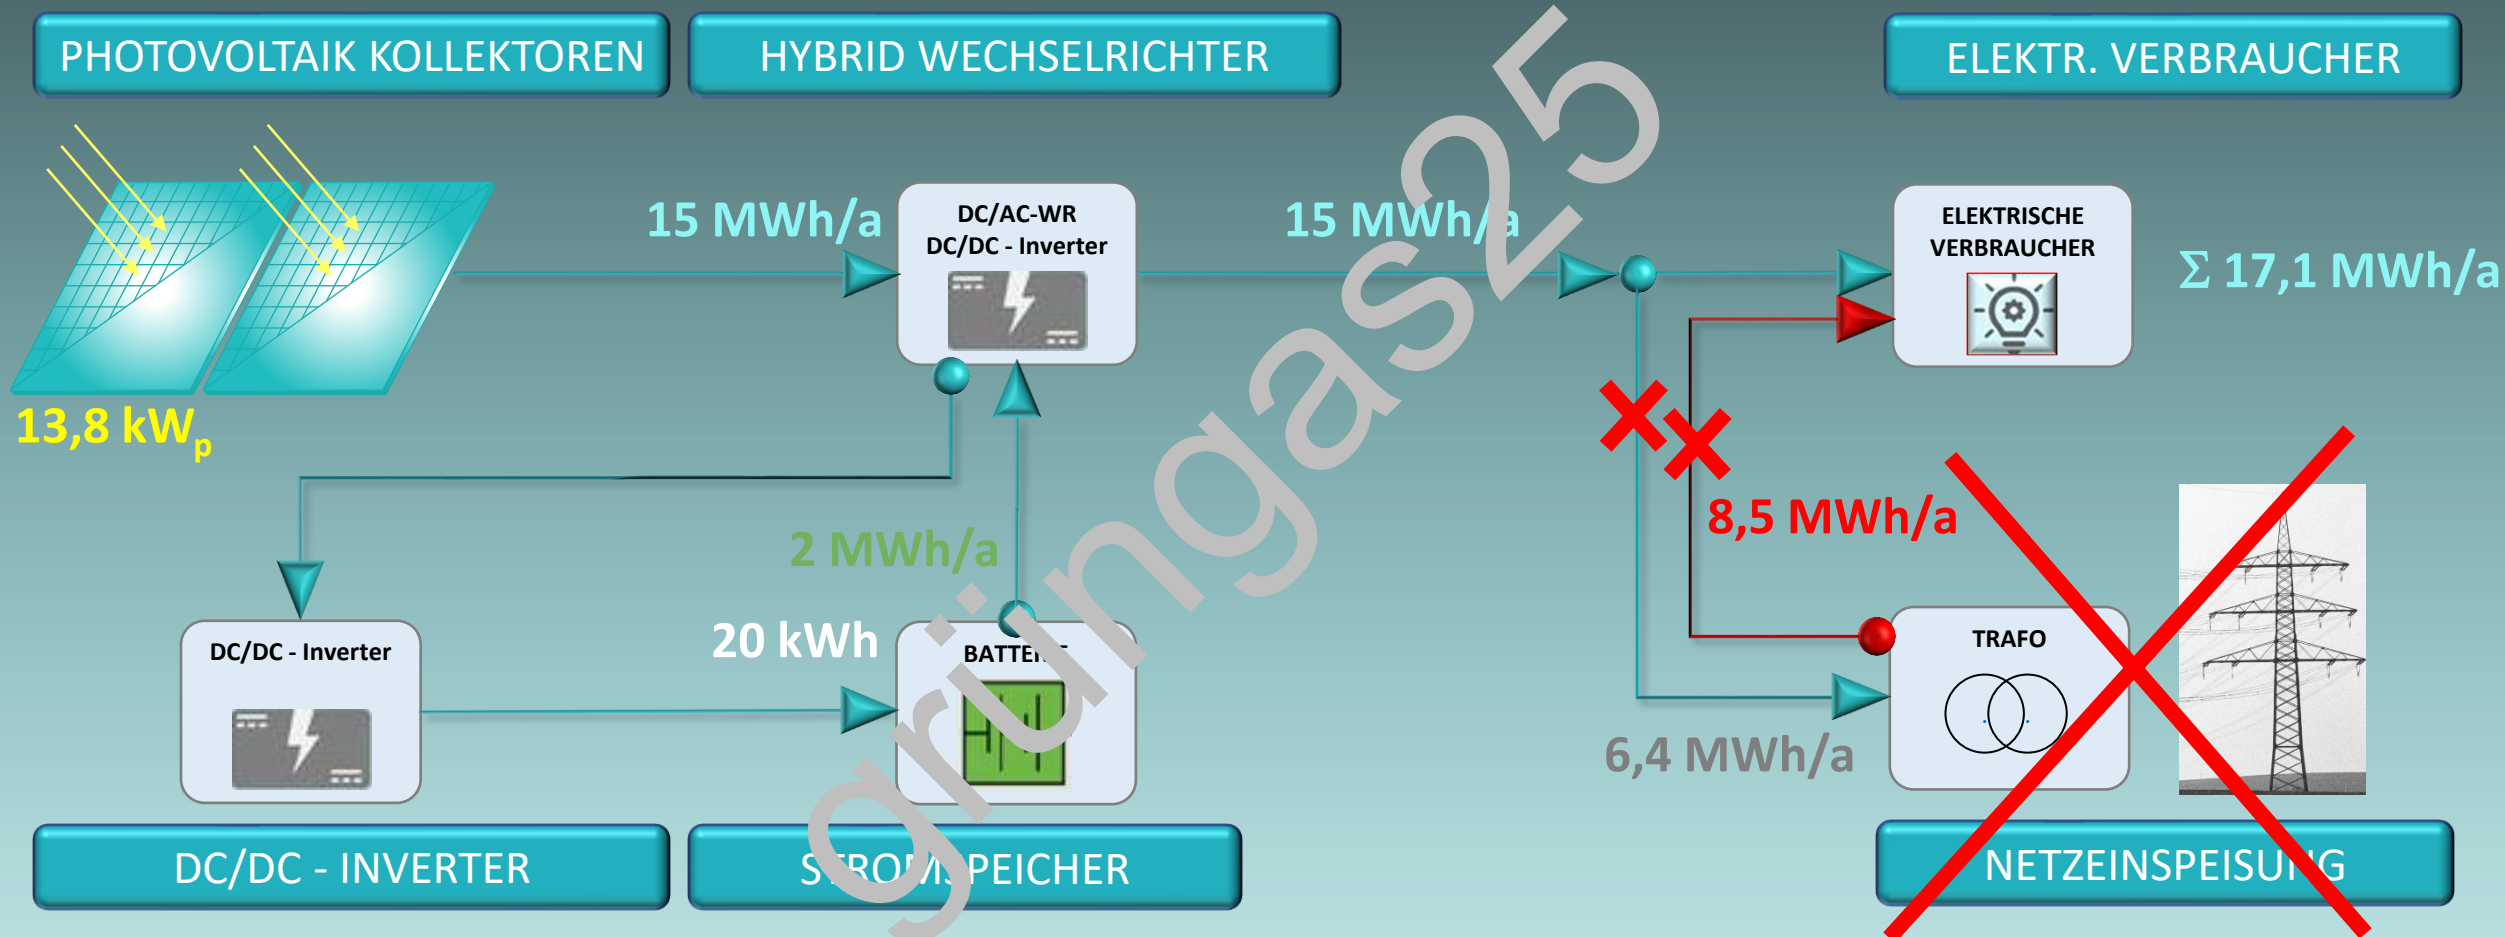 PHOTOVOLTAIK KOLLEKTOREN
HYBRID WECHSELRICHTER
ELEKTR. VERBRAUCHER
15 MWh/a
DC/AC-WR
DC/DC - Inverter
15 MWh/a
ELEKTRISCHE
VERBRAUCHER
Σ 17,1 MWh/a
13,8 kWp
2 MWh/a
8,5 MWh/a
DC/DC - Inverter
20 kWh
TRAFO
6,4 MWh/a
DC/DC - INVERTER
STROMSPEICHER
NETZEINSPEISUNG
grüngas25